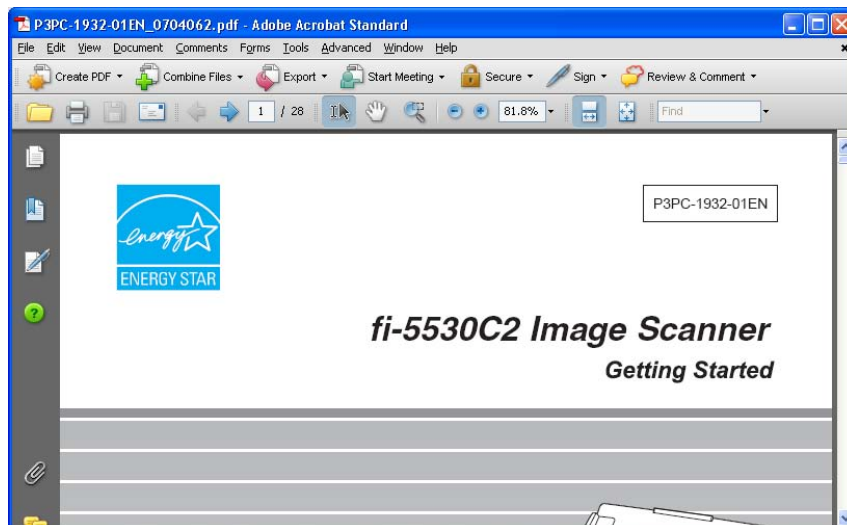 P3PC-1932-01EN_0704062.pdf - Adobe Acrobat Standard
File Edit View Document Comments Forms Tools Advanced Window Help
Create PDF Combine Files Export Start Meeting Secure Sign Review & Comment
1 / 28 81.8% Find
P3PC-1932-01EN
energy
ENERGY STAR
fi-5530C2 Image Scanner
Getting Started